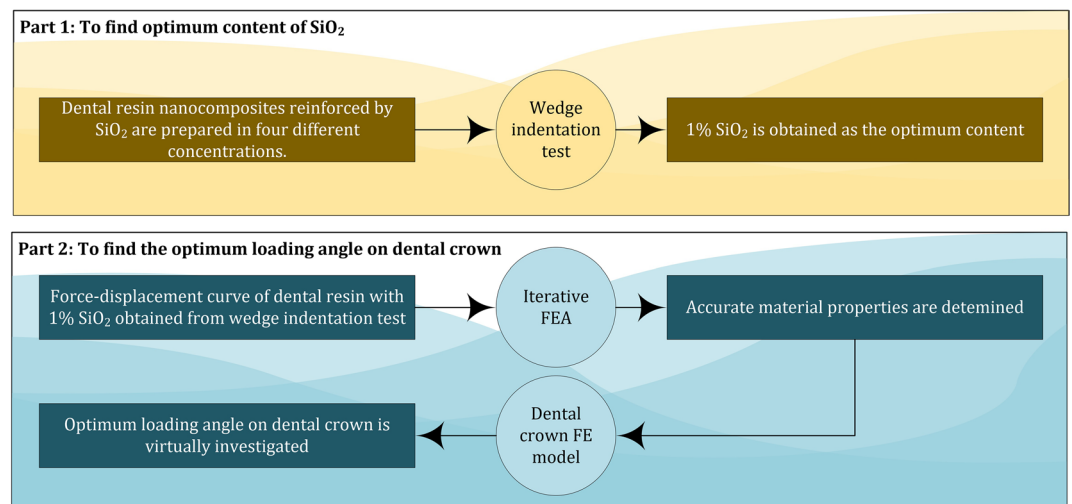 Part 1: To find optimum content of SiO₂
Dental resin nanocomposites reinforced by
SiO₂ are prepared in four different
concentrations.
Wedge
indentation
test
1% SiO₂ is obtained as the optimum content
Part 2: To find the optimum loading angle on dental crown
Force-displacement curve of dental resin with
1% SiO₂ obtained from wedge indentation test
Iterative
FEA
Accurate material properties are detemined
Dental
crown FE
model
Optimum loading angle on dental crown is
virtually investigated